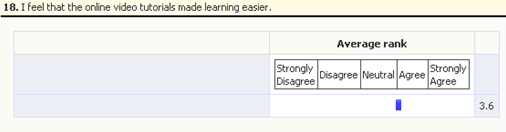 18. I feel that the online video tutorials made learning easier.
Average rank
Strongly Disagree Disagree Neutral Agree Strongly Agree
3.6